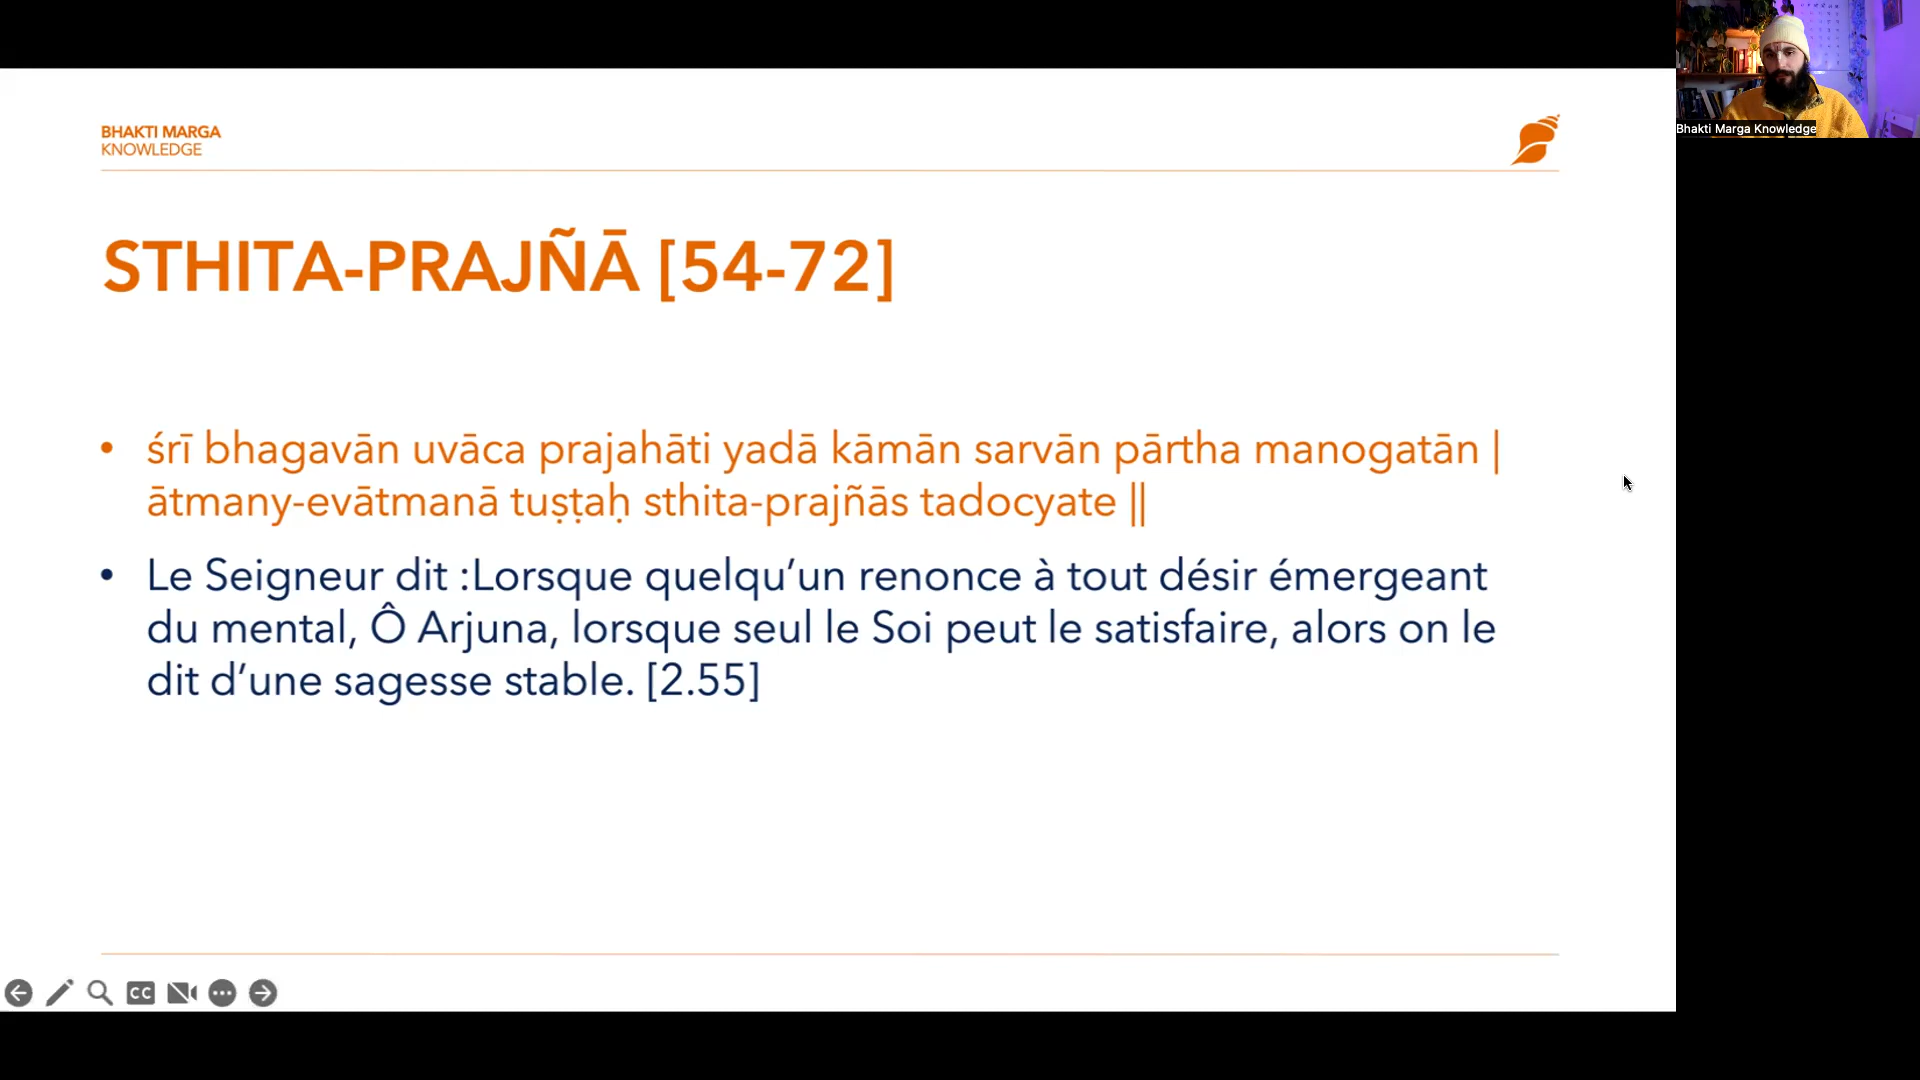 BHAKTI MARGA
KNOWLEDGE
STHITA-PRAJÑĀ [54-72]
• śrī bhagavān uvāca prajahāti yadā kāmān sarvān pārtha manogatān |
ātmany-evātmanā tuṣṭaḥ sthita-prajñās tadocyate ||
• Le Seigneur dit :Lorsque quelqu’un renonce à tout désir émergeant
du mental, Ô Arjuna, lorsque seul le Soi peut le satisfaire, alors on le
dit d’une sagesse stable. [2.55]
CC
Bhakti Marga Knowledge